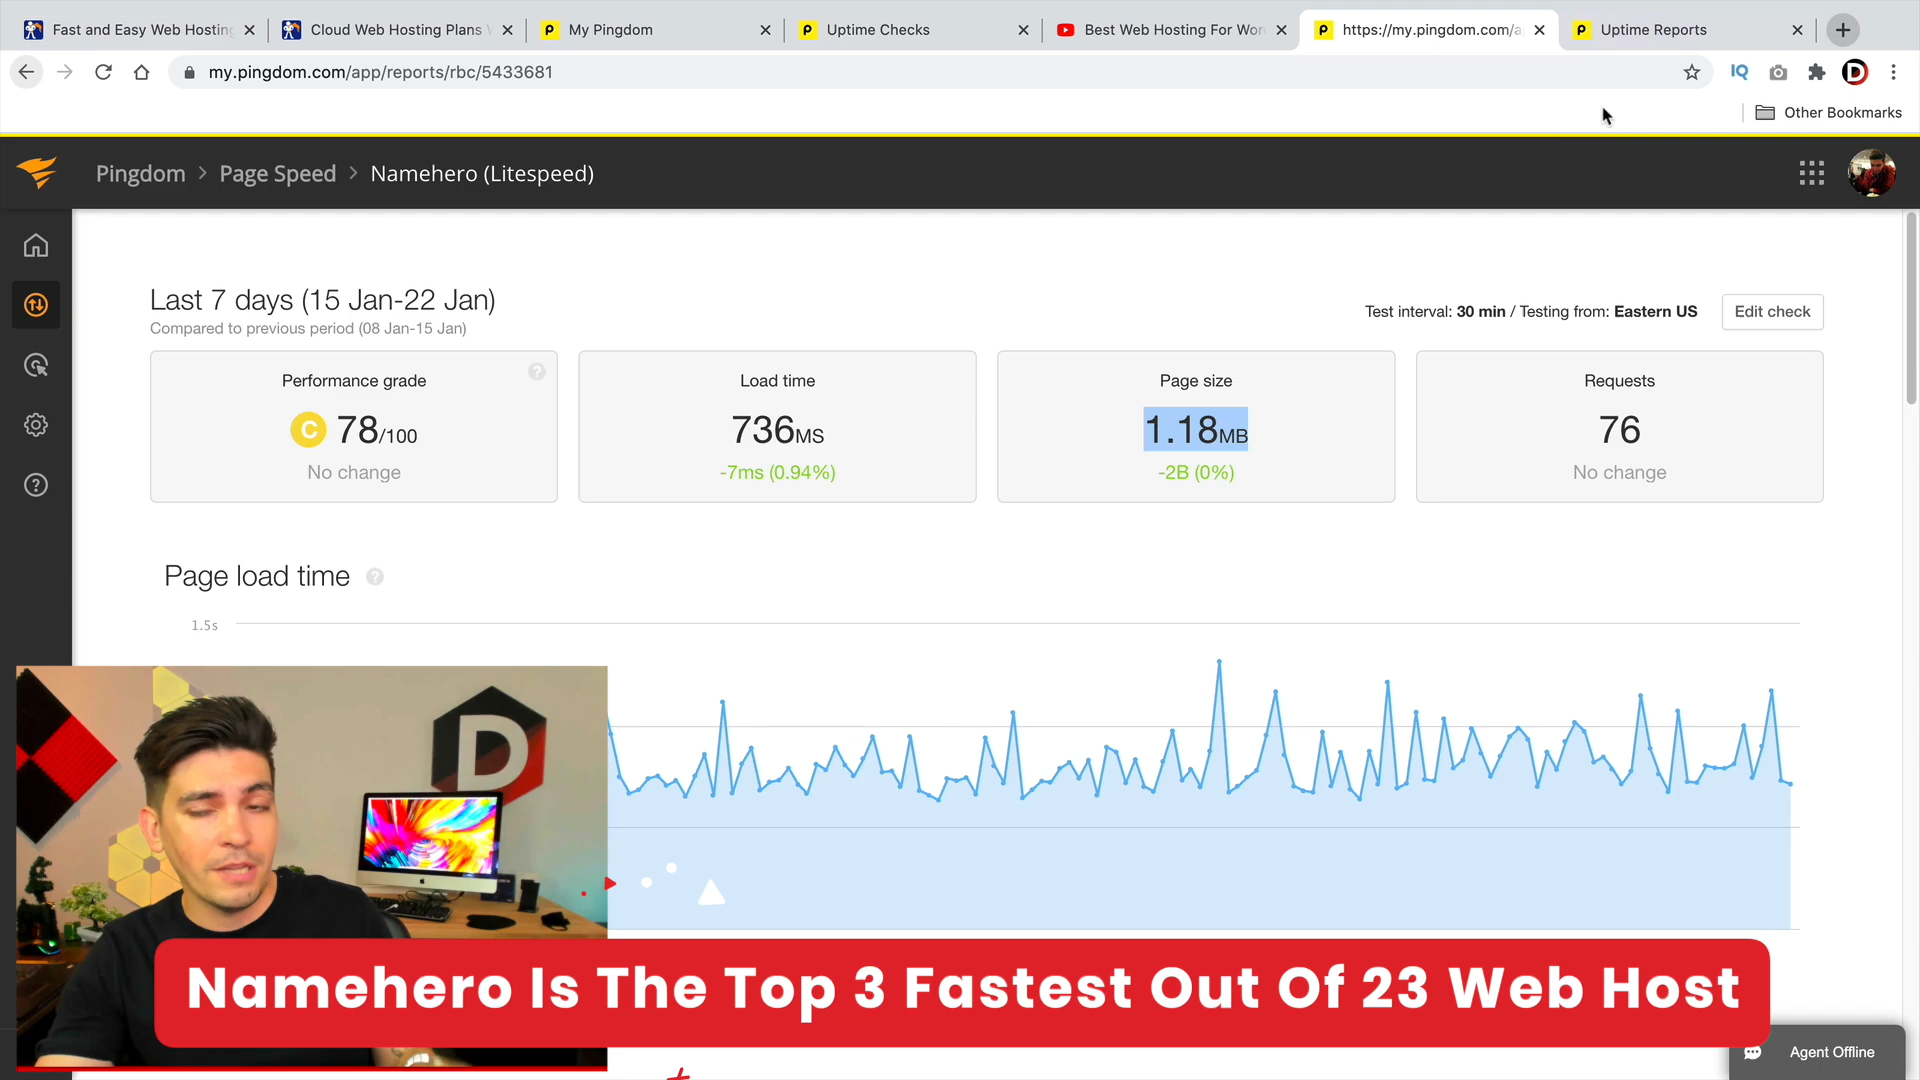 Fast and Easy Web Hosting
Cloud Web Hosting Plans
My Pingdom
Uptime Checks
Best Web Hosting For Wor
https://my.pingdom.com/a
Uptime Reports
my.pingdom.com/app/reports/rbc/5433681
IQ
D
Other Bookmarks
Pingdom > Page Speed > Namehero (Litespeed)
Last 7 days (15 Jan-22 Jan)
Compared to previous period (08 Jan-15 Jan)
Test interval: 30 min / Testing from: Eastern US
Edit check
Performance grade
C 78/100
No change
Load time
736MS
-7ms (0.94%)
Page size
1.18MB
-2B (0%)
Requests
76
No change
Page load time
1.5s
D
Namehero Is The Top 3 Fastest Out Of 23 Web Host
Agent Offline